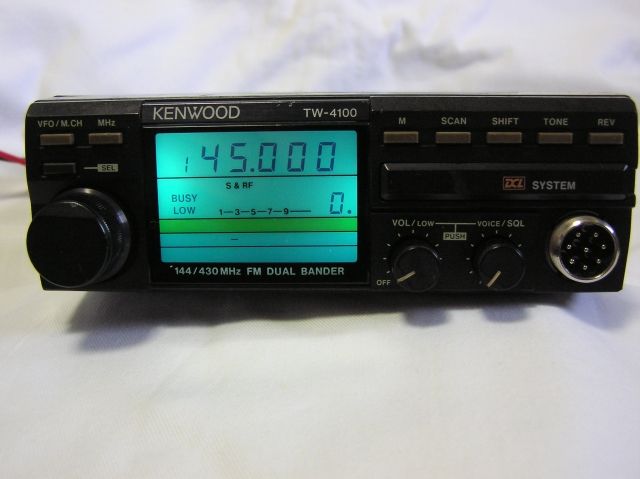 KENWOOD TW-4100
VFO/M.CH MHz
SEL
M SCAN SHIFT TONE REV
145.000
S & RF
BUSY
LOW 1-3-5-7-9
0.
DCL SYSTEM
VOL/LOW VOICE/SQL
PUSH
OFF
144/430MHz FM DUAL BANDER